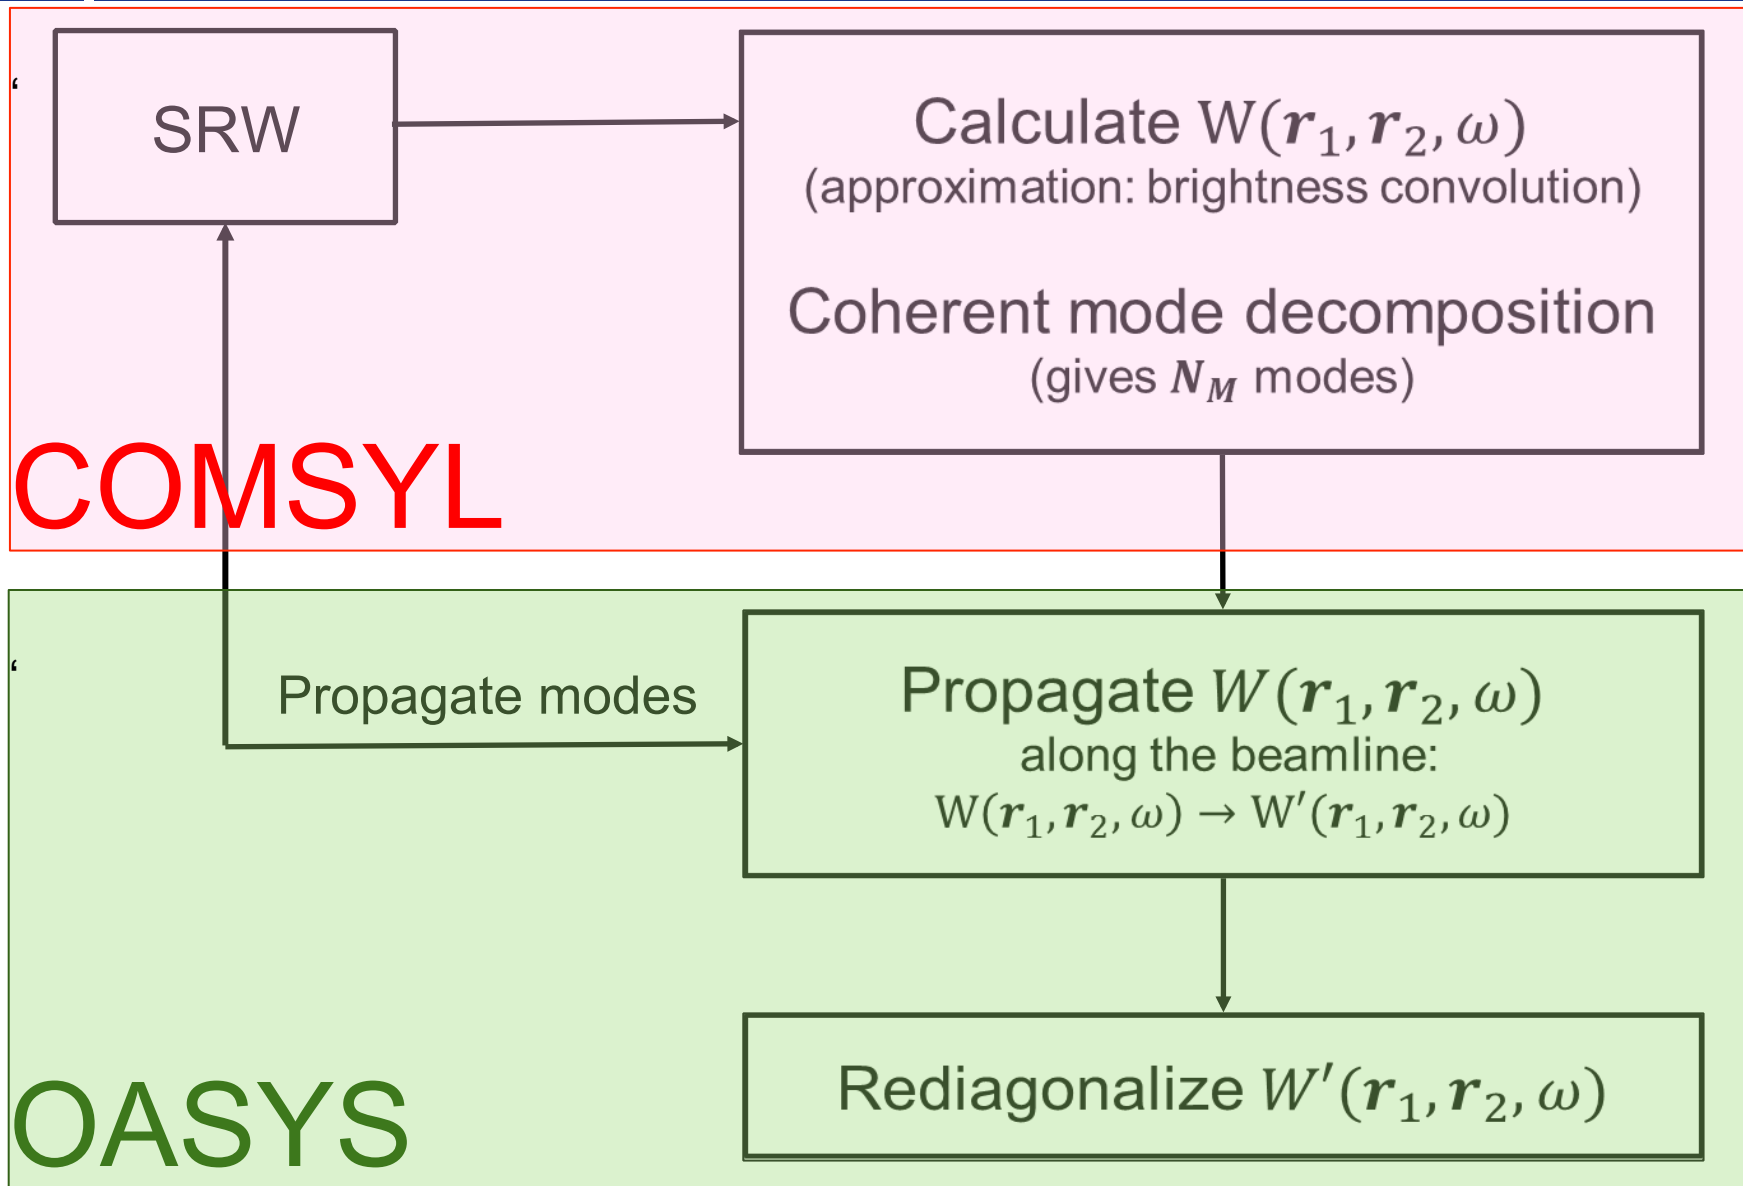 ‘
SRW
Calculate W(𝒓₁, 𝒓₂, 𝜔)
(approximation: brightness convolution)
Coherent mode decomposition
(gives 𝑵_𝑴 modes)
COMSYL
‘
Propagate modes
Propagate 𝑊(𝒓₁, 𝒓₂, 𝜔)
along the beamline:
W(𝒓₁, 𝒓₂, 𝜔) → W′(𝒓₁, 𝒓₂, 𝜔)
Rediagonalize 𝑊′(𝒓₁, 𝒓₂, 𝜔)
OASYS